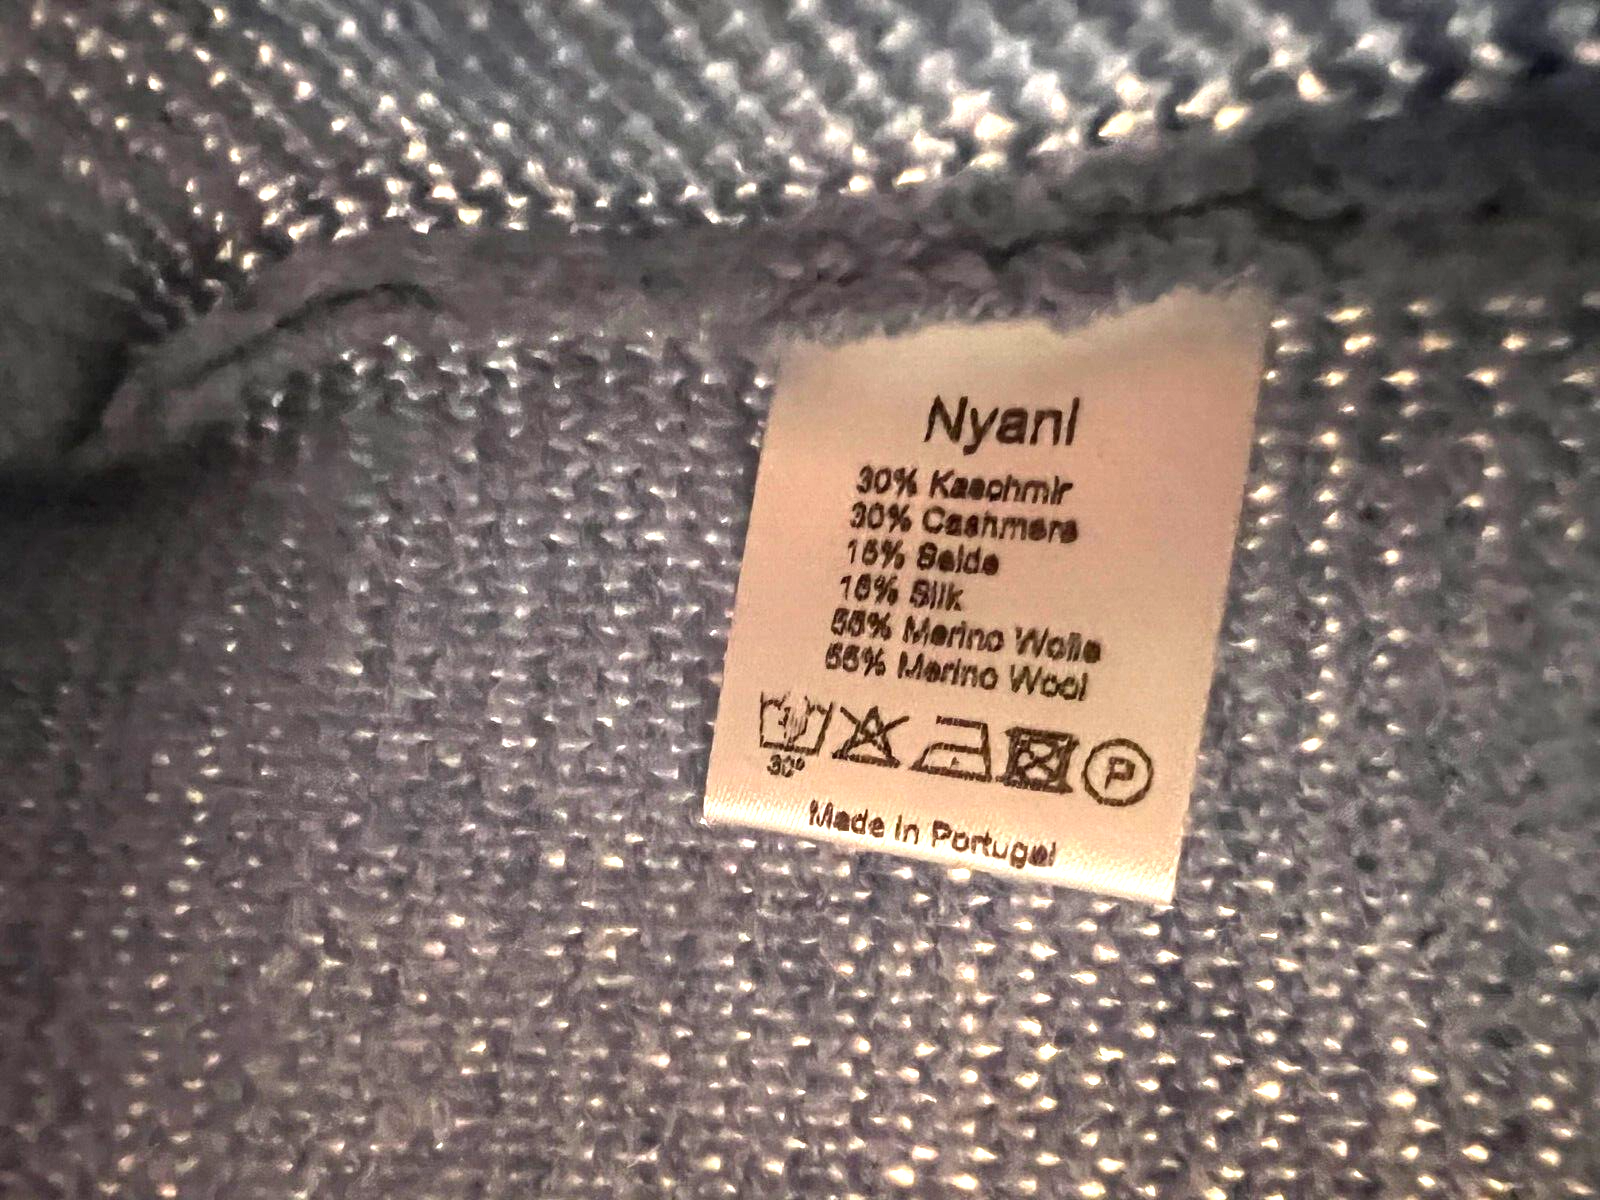 Nyani
30% Kaschmir
30% Cashmere
15% Seide
15% Silk
55% Merino Wolle
55% Merino Wool
30° P
Made in Portugal